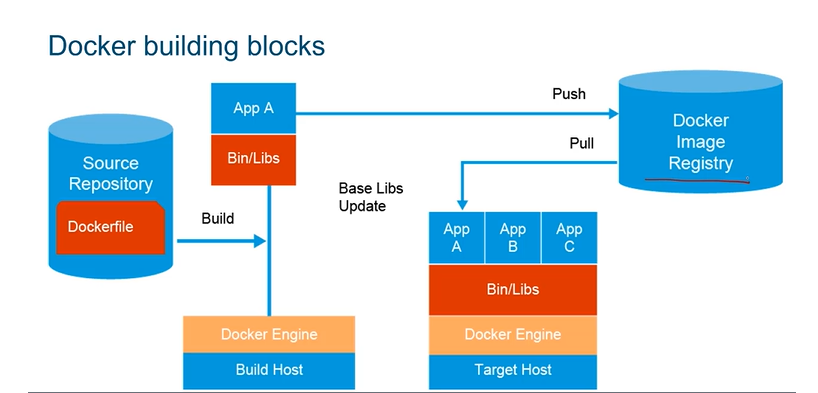 Docker building blocks
Source
Repository
Dockerfile
Build
App A
Bin/Libs
Docker Engine
Build Host
Push
Pull
Base Libs
Update
Docker
Image
Registry
App
A
App
B
App
C
Bin/Libs
Docker Engine
Target Host